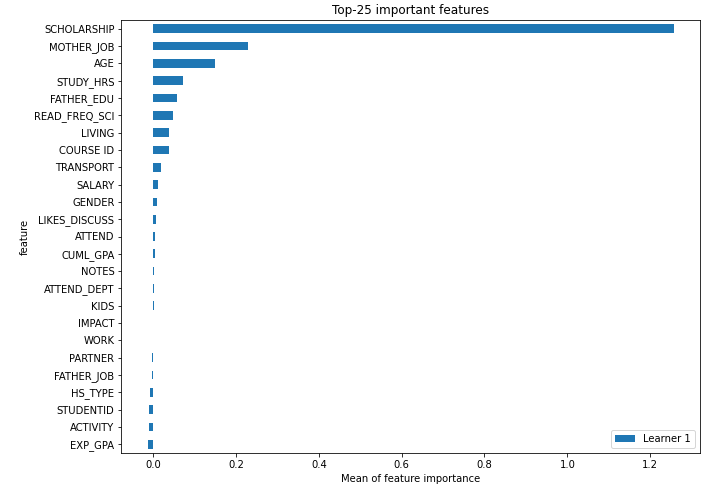 Top-25 important features
SCHOLARSHIP
MOTHER_JOB
AGE
STUDY_HRS
FATHER_EDU
READ_FREQ_SCI
LIVING
COURSE ID
TRANSPORT
SALARY
GENDER
LIKES_DISCUSS
ATTEND
CUML_GPA
NOTES
ATTEND_DEPT
KIDS
IMPACT
WORK
PARTNER
FATHER_JOB
HS_TYPE
STUDENTID
ACTIVITY
EXP_GPA
feature
Learner 1
0.0 0.2 0.4 0.6 0.8 1.0 1.2
Mean of feature importance